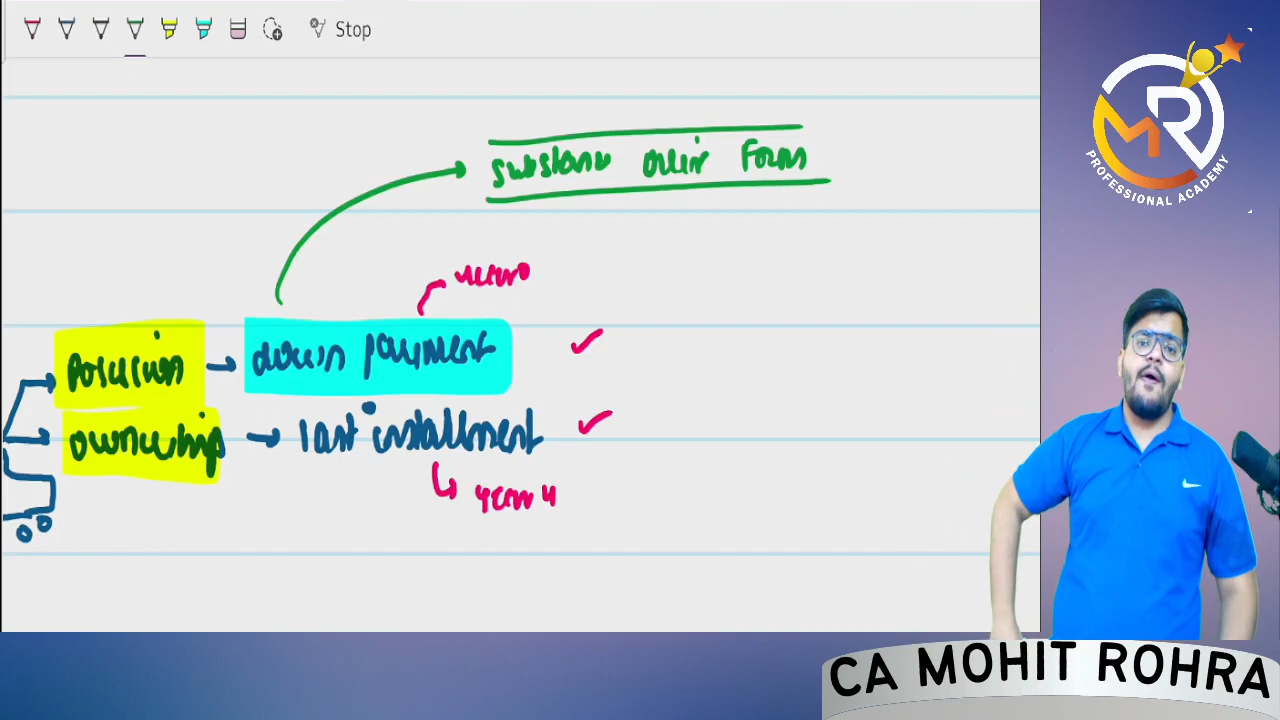 Stop
substance over Form
year 0
Possession → down payment ✓
ownership → last installment ✓
year 4
MR
PROFESSIONAL ACADEMY
CA MOHIT ROHRA